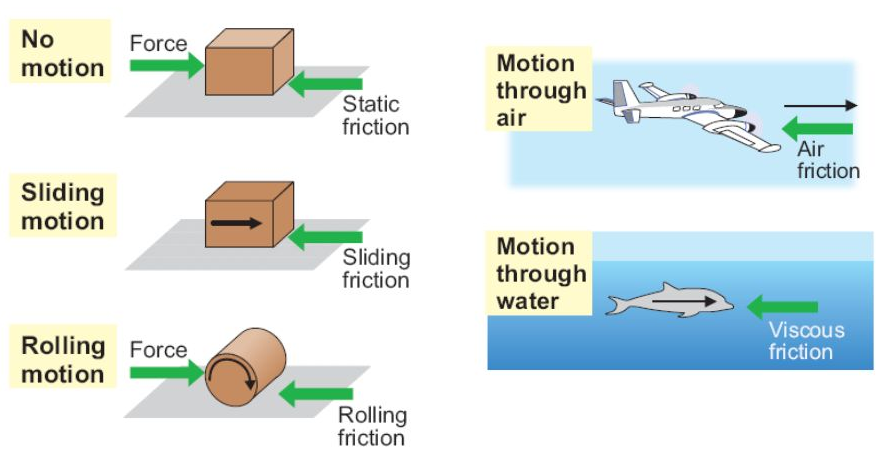 No
motion
Force
Static
friction
Sliding
motion
Sliding
friction
Rolling
motion
Force
Rolling
friction
Motion
through
air
Air
friction
Motion
through
water
Viscous
friction